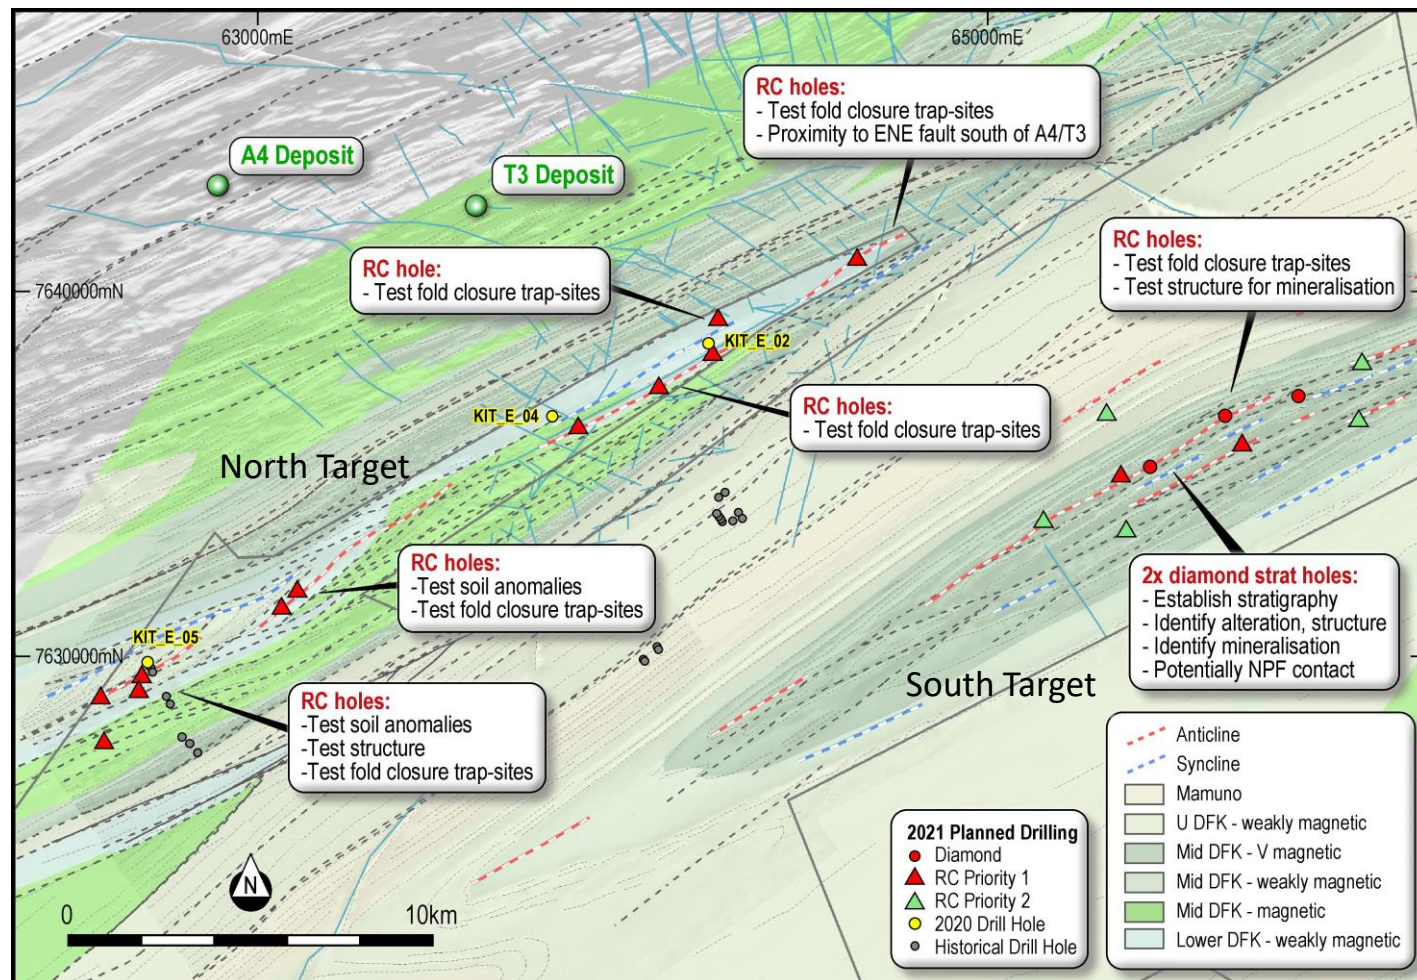 63000mE
65000mE
RC holes:
- Test fold closure trap-sites
- Proximity to ENE fault south of A4/T3
A4 Deposit
T3 Deposit
RC hole:
- Test fold closure trap-sites
RC holes:
- Test fold closure trap-sites
- Test structure for mineralisation
7640000mN
KIT_E_02
KIT_E_04
RC holes:
- Test fold closure trap-sites
North Target
RC holes:
-Test soil anomalies
-Test fold closure trap-sites
2x diamond strat holes:
- Establish stratigraphy
- Identify alteration, structure
- Identify mineralisation
- Potentially NPF contact
KIT_E_05
7630000mN
South Target
RC holes:
-Test soil anomalies
-Test structure
-Test fold closure trap-sites
Anticline
Syncline
Mamuno
U DFK - weakly magnetic
Mid DFK - V magnetic
Mid DFK - weakly magnetic
Mid DFK - magnetic
Lower DFK - weakly magnetic
2021 Planned Drilling
Diamond
RC Priority 1
RC Priority 2
2020 Drill Hole
Historical Drill Hole
N
0
10km